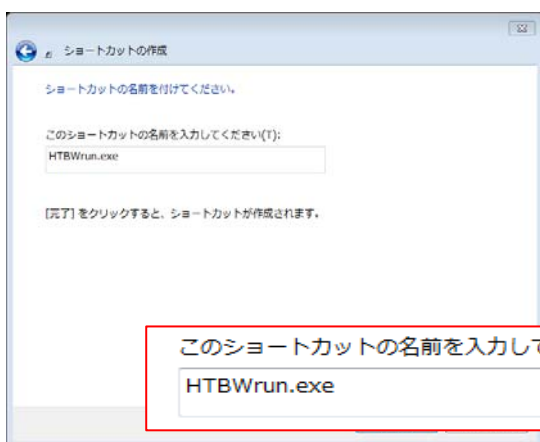 ショートカットの作成
ショートカットの名前を付けてください。
このショートカットの名前を入力してください(T):
HTBWrun.exe
[完了] をクリックすると、ショートカットが作成されます。
このショートカットの名前を入力して
HTBWrun.exe